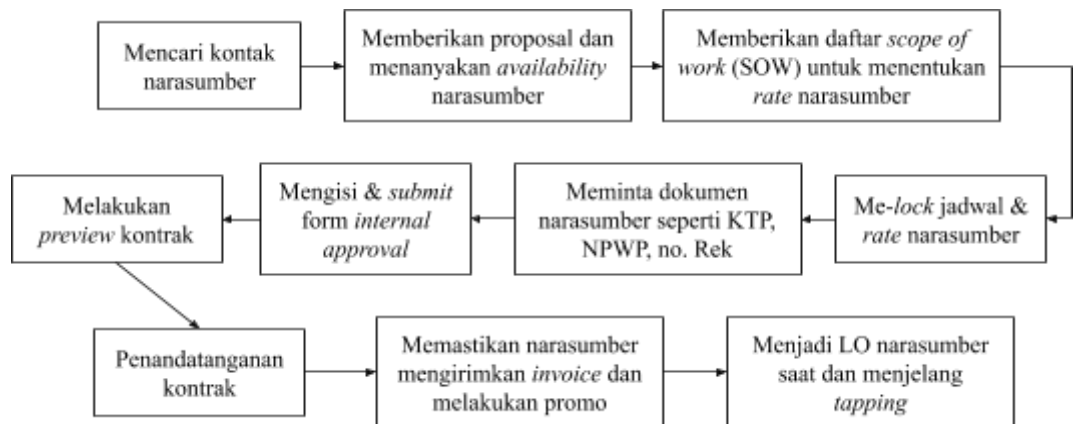 Mencari kontak
narasumber
Memberikan proposal dan
menanyakan availability
narasumber
Memberikan daftar scope of
work (SOW) untuk menentukan
rate narasumber
Me-lock jadwal &
rate narasumber
Meminta dokumen
narasumber seperti KTP,
NPWP, no. Rek
Mengisi & submit
form internal
approval
Melakukan
preview kontrak
Penandatanganan
kontrak
Memastikan narasumber
mengirimkan invoice dan
melakukan promo
Menjadi LO narasumber
saat dan menjelang
tapping